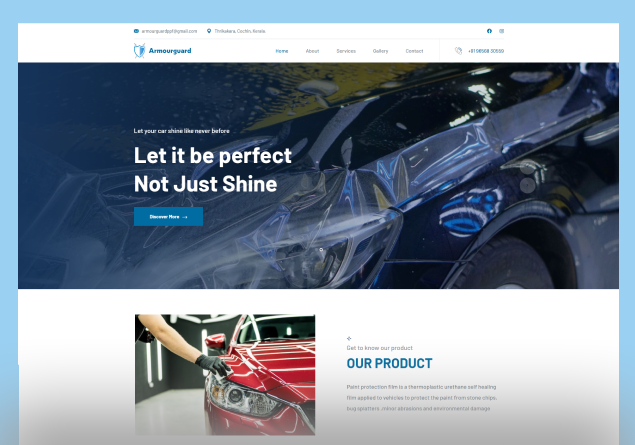 armourguardppf@gmail.com Thrikkakara, Cochin, Kerala.
Armourguard Home About Services Gallery Contact +91 98958 30059
Let your car shine like never before
Let it be perfect
Not Just Shine
Discover More →
Get to know our product
OUR PRODUCT
Paint protection film is a thermoplastic urethane self healing
film applied to vehicles to protect the paint from stone chips,
bug splatters, minor abrasions and environmental damage